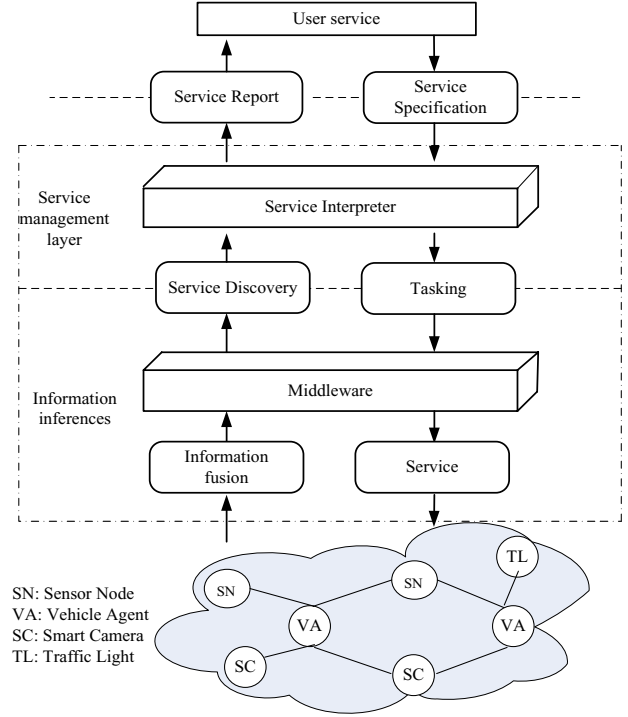 User service
Service Report
Service
Specification
Service
management
layer
Service Interpreter
Service Discovery
Tasking
Information
inferences
Middleware
Information
fusion
Service
SN: Sensor Node
VA: Vehicle Agent
SC: Smart Camera
TL: Traffic Light
SN
SN
TL
VA
VA
SC
SC